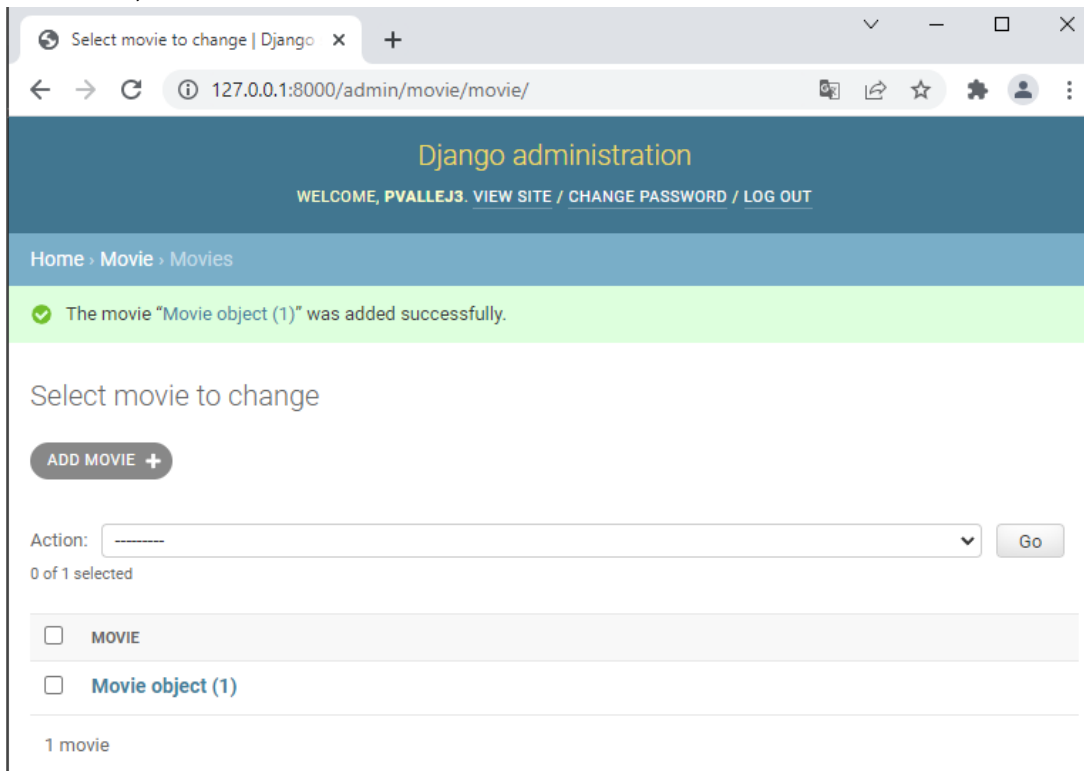 Select movie to change | Django
127.0.0.1:8000/admin/movie/movie/
Django administration
WELCOME, PVALLEJ3. VIEW SITE / CHANGE PASSWORD / LOG OUT
Home › Movie › Movies
The movie “Movie object (1)” was added successfully.
Select movie to change
ADD MOVIE +
Action: --------- Go
0 of 1 selected
MOVIE
Movie object (1)
1 movie